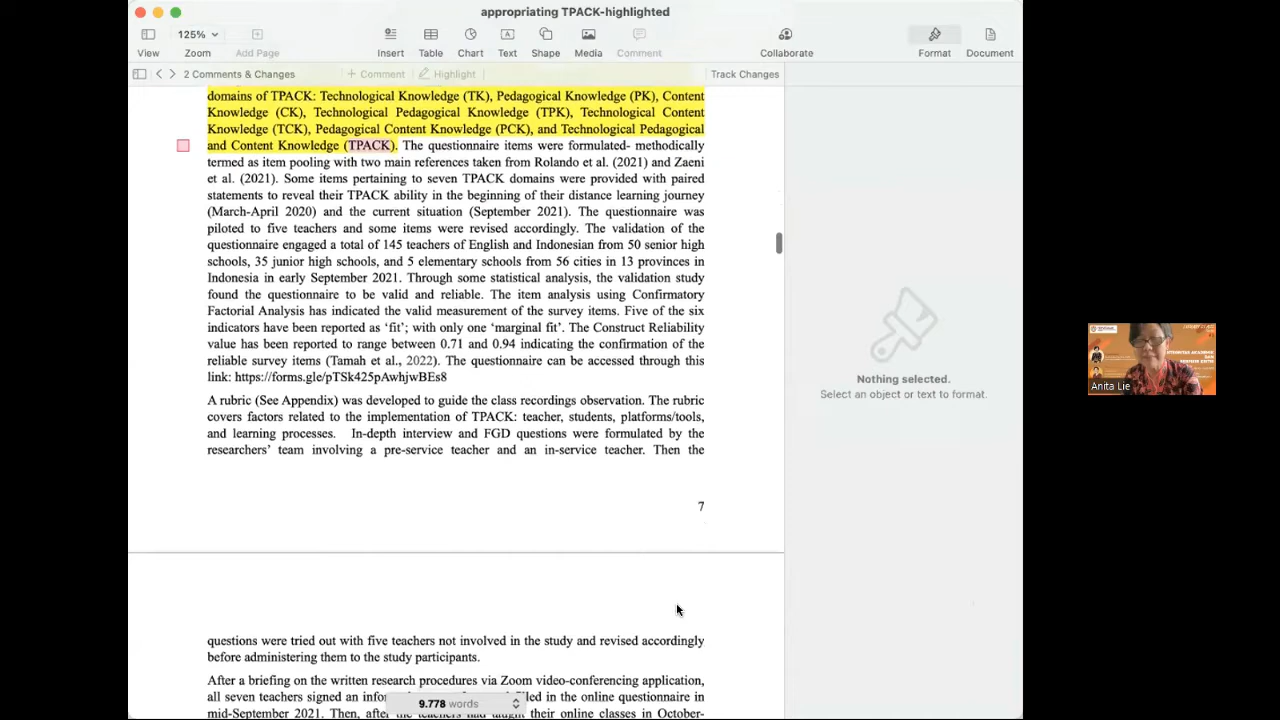 appropriating TPACK-highlighted
125%
View
Zoom
Add Page
Insert
Table
Chart
Text
Shape
Media
Comment
Collaborate
Format
Document
2 Comments & Changes
+ Comment
Highlight
Track Changes
domains of TPACK: Technological Knowledge (TK), Pedagogical Knowledge (PK), Content
Knowledge (CK), Technological Pedagogical Knowledge (TPK), Technological Content
Knowledge (TCK), Pedagogical Content Knowledge (PCK), and Technological Pedagogical
and Content Knowledge (TPACK). The questionnaire items were formulated- methodically
termed as item pooling with two main references taken from Rolando et al. (2021) and Zaeni
et al. (2021). Some items pertaining to seven TPACK domains were provided with paired
statements to reveal their TPACK ability in the beginning of their distance learning journey
(March-April 2020) and the current situation (September 2021). The questionnaire was
piloted to five teachers and some items were revised accordingly. The validation of the
questionnaire engaged a total of 145 teachers of English and Indonesian from 50 senior high
schools, 35 junior high schools, and 5 elementary schools from 56 cities in 13 provinces in
Indonesia in early September 2021. Through some statistical analysis, the validation study
found the questionnaire to be valid and reliable. The item analysis using Confirmatory
Factorial Analysis has indicated the valid measurement of the survey items. Five of the six
indicators have been reported as ‘fit’; with only one ‘marginal fit’. The Construct Reliability
value has been reported to range between 0.71 and 0.94 indicating the confirmation of the
reliable survey items (Tamah et al., 2022). The questionnaire can be accessed through this
link: https://forms.gle/pTSk425pAwhjwBEs8
A rubric (See Appendix) was developed to guide the class recordings observation. The rubric
covers factors related to the implementation of TPACK: teacher, students, platforms/tools,
and learning processes. In-depth interview and FGD questions were formulated by the
researchers’ team involving a pre-service teacher and an in-service teacher. Then the
7
questions were tried out with five teachers not involved in the study and revised accordingly
before administering them to the study participants.
After a briefing on the written research procedures via Zoom video-conferencing application,
all seven teachers signed an in in the online questionnaire in
mid-September 2021. Then, their online classes in October-
9.778 words
Nothing selected.
Select an object or text to format.
Anita Lie